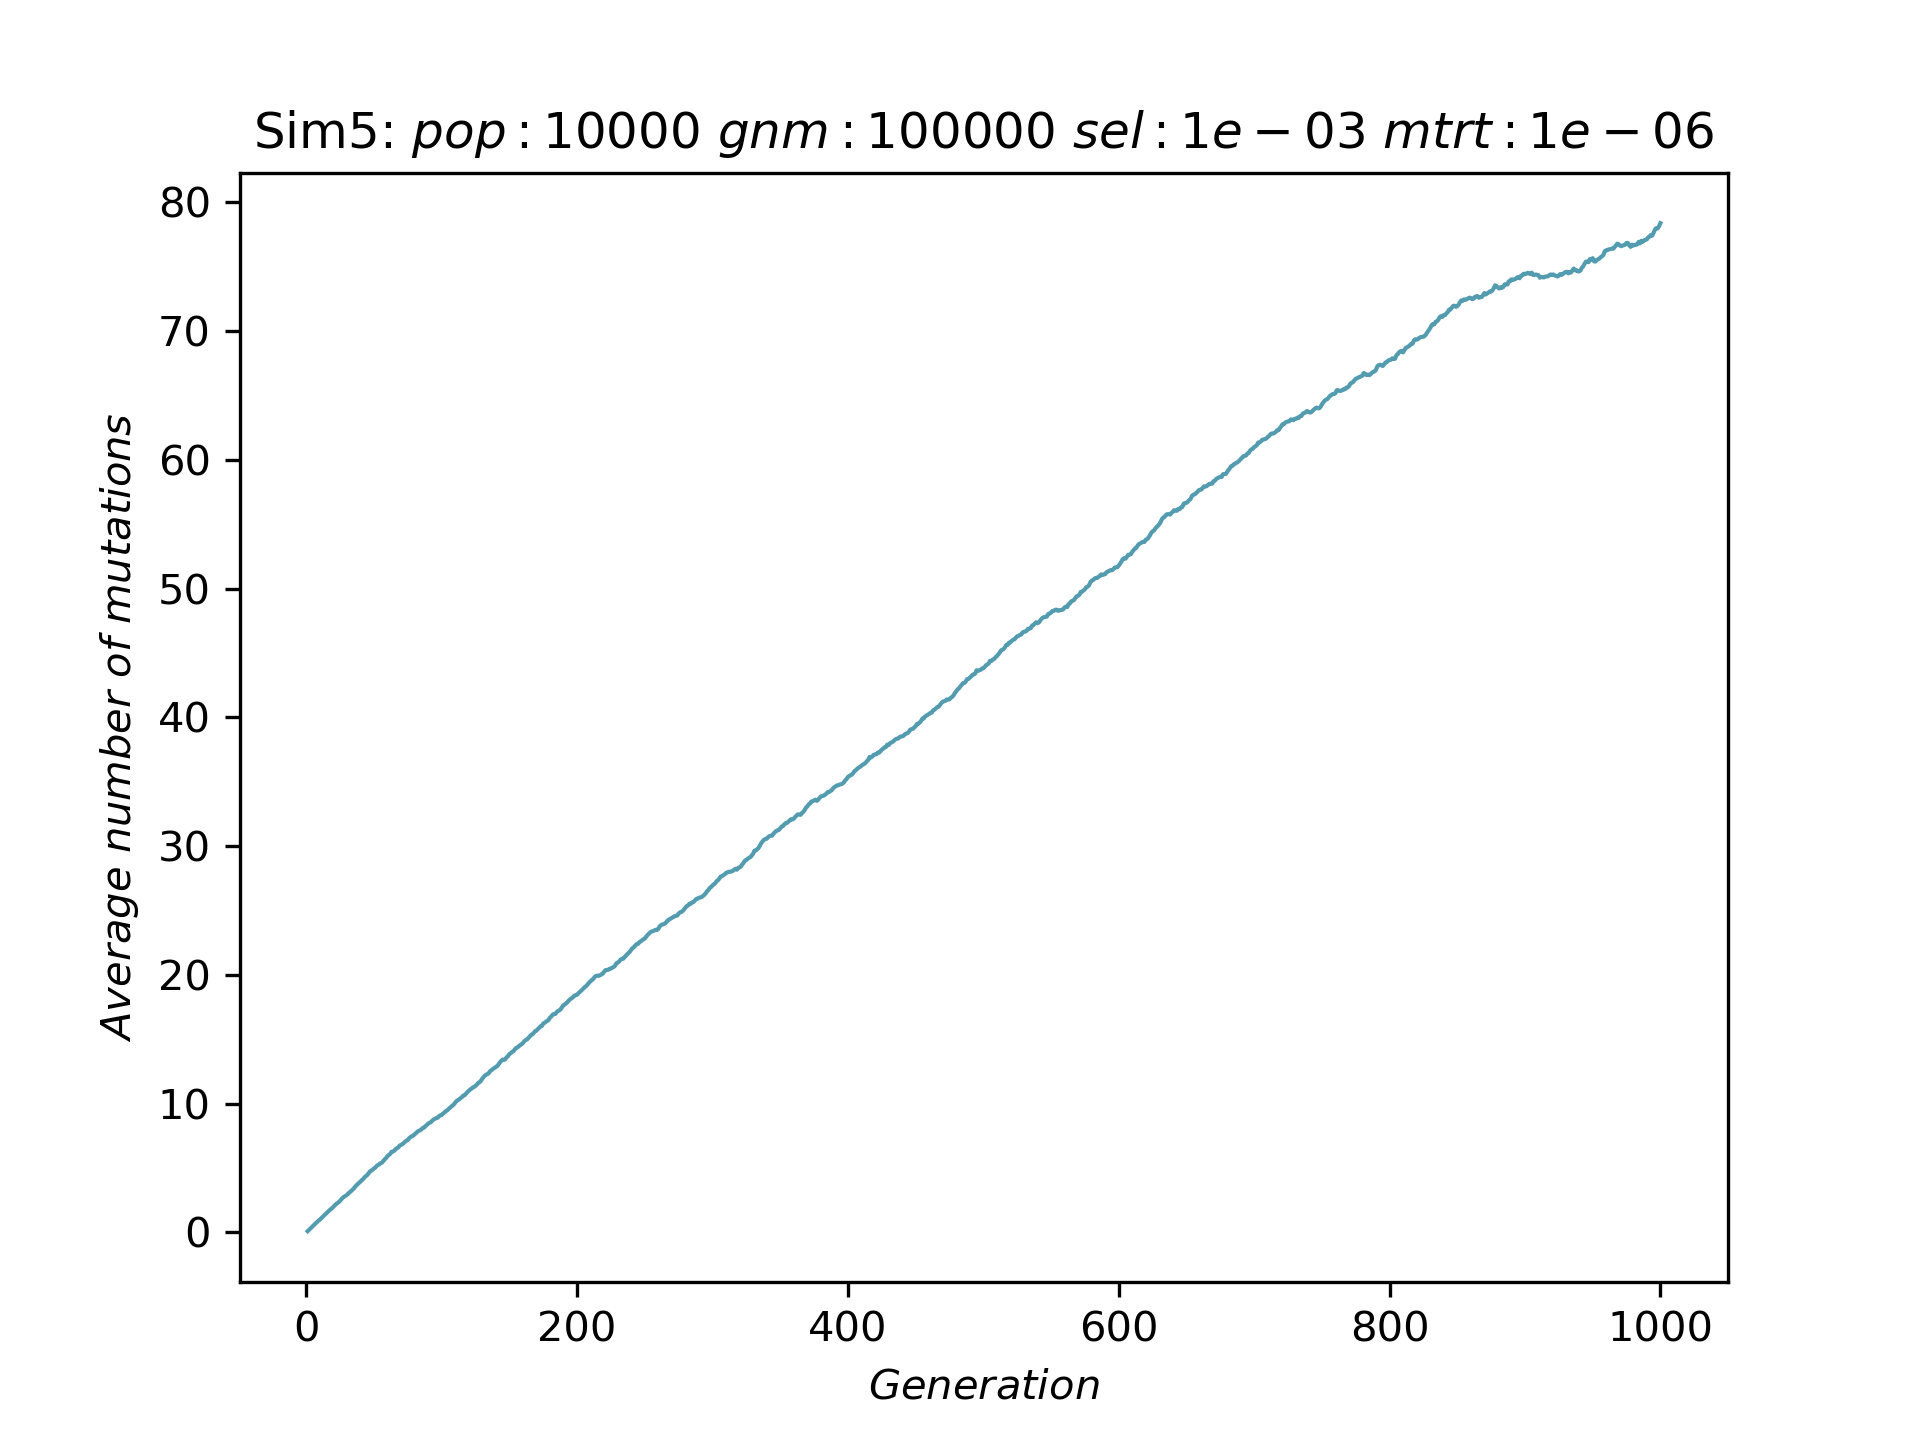 Sim5: pop : 10000 gnm : 100000 sel : 1e − 03 mtrt : 1e − 06
80
70
60
50
40
30
20
10
0
Average number of mutations
0 200 400 600 800 1000
Generation